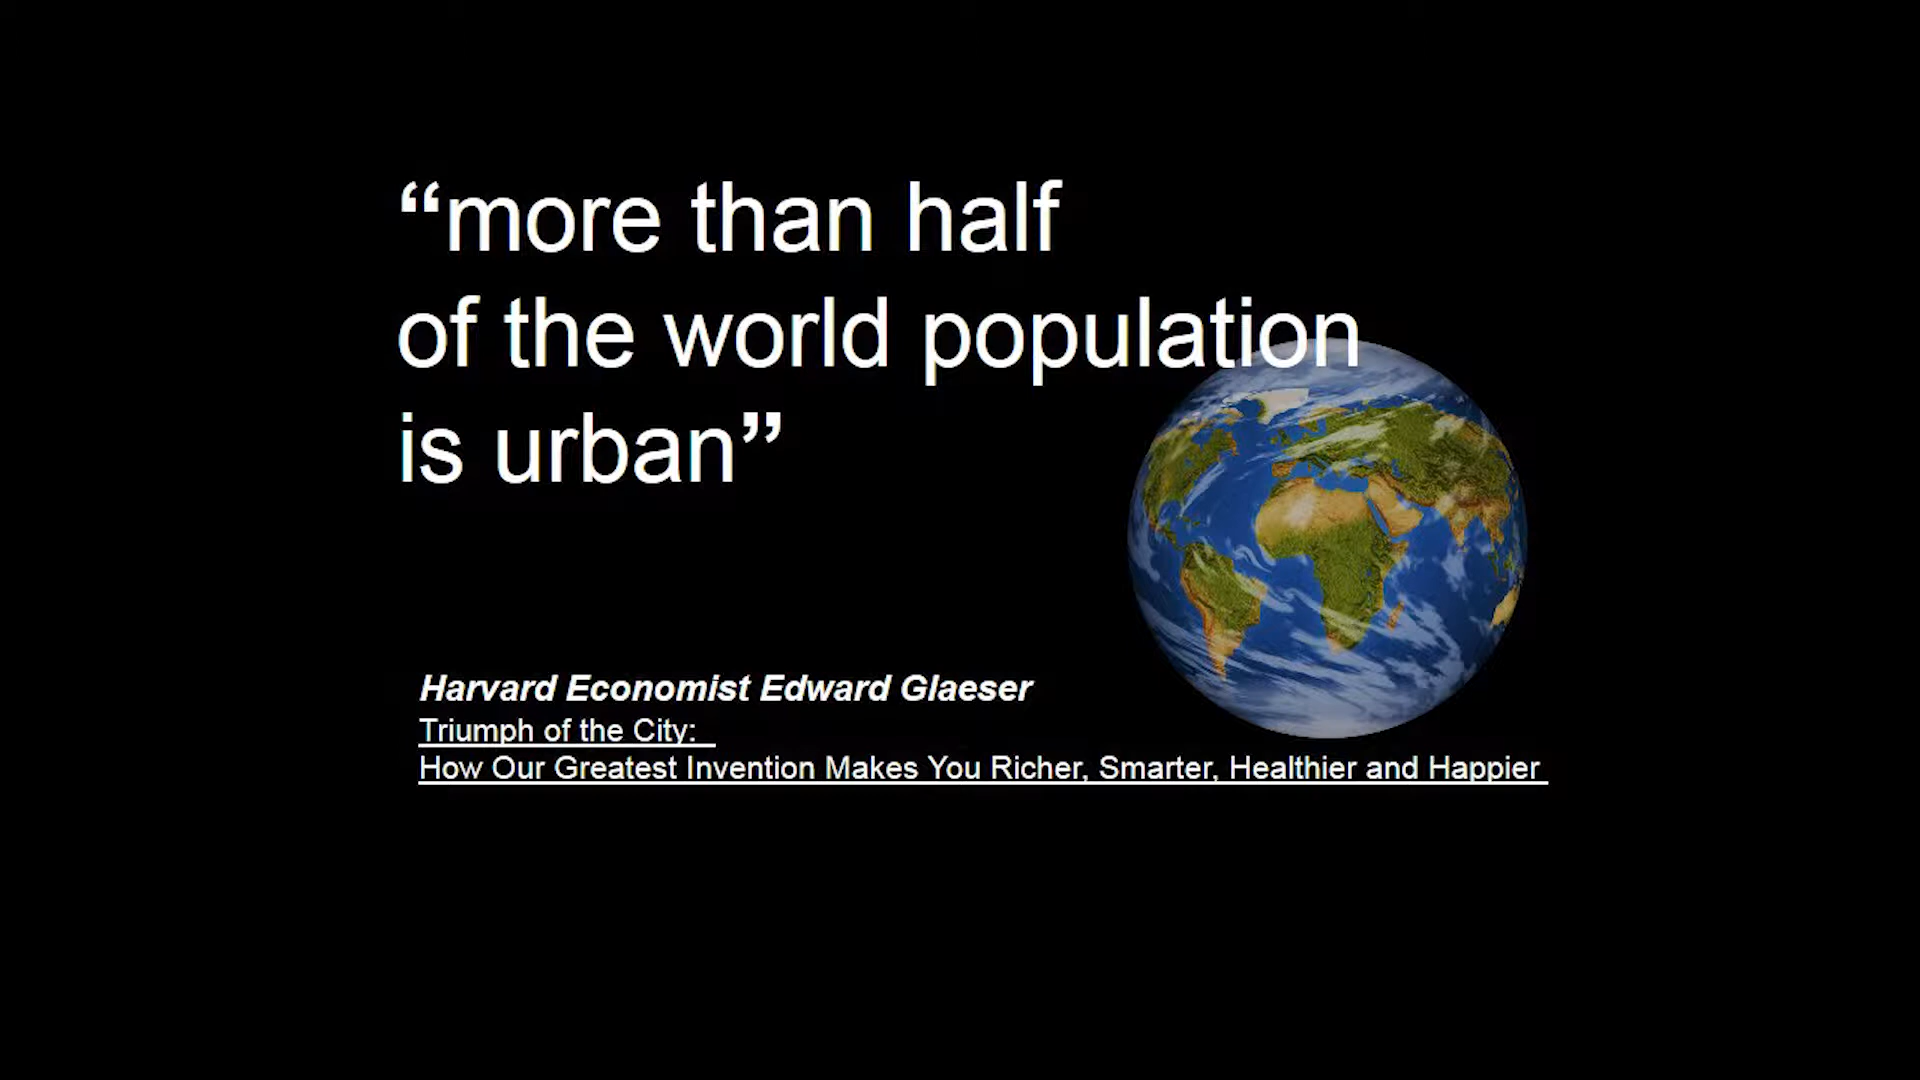 “more than half
of the world population
is urban”
Harvard Economist Edward Glaeser
Triumph of the City:
How Our Greatest Invention Makes You Richer, Smarter, Healthier and Happier